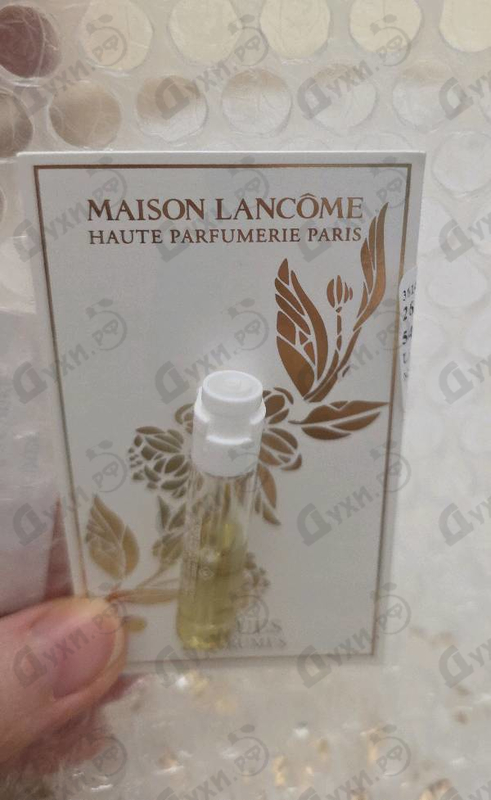 MAISON LANCÔME
HAUTE PARFUMERIE PARIS
Духи.рф